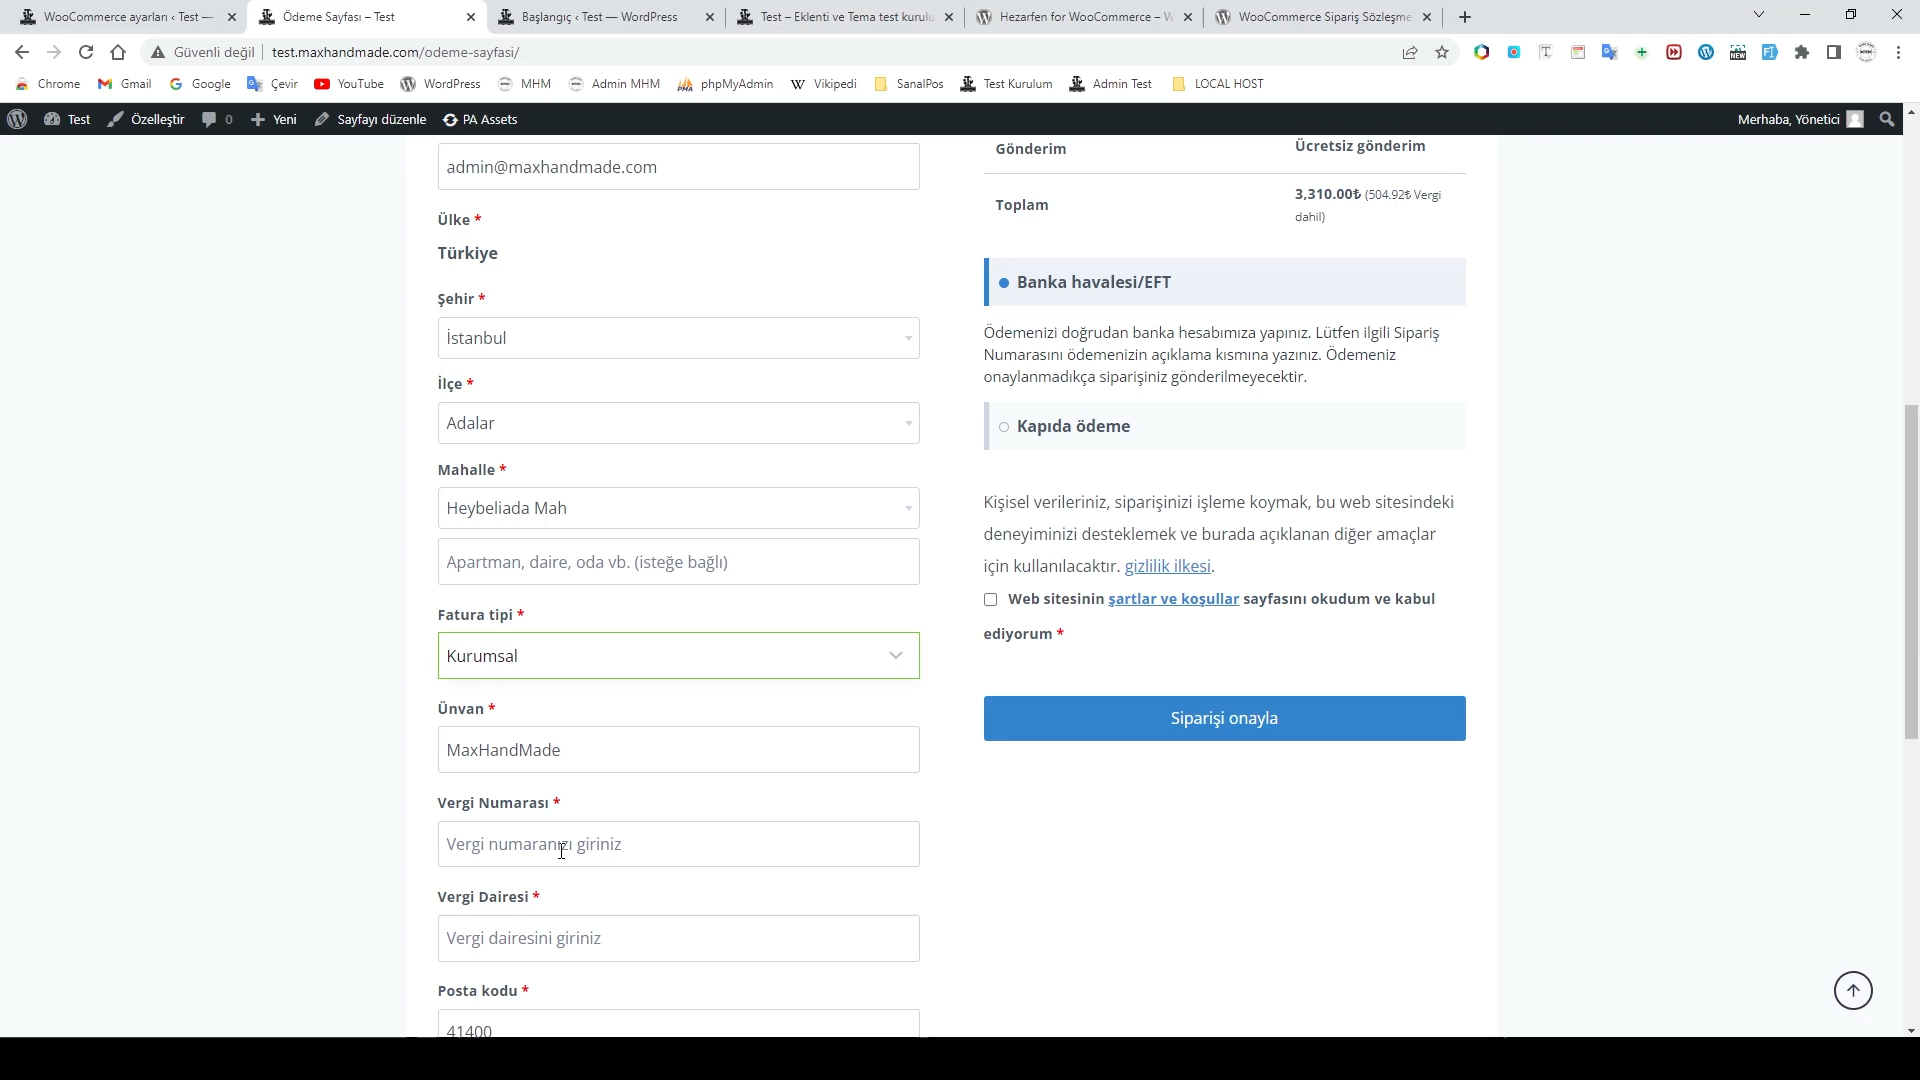 WooCommerce ayarları ‹ Test —
Ödeme Sayfası – Test
Başlangıç ‹ Test — WordPress
Test – Eklenti ve Tema test kurulu
Hezarfen for WooCommerce – W
WooCommerce Sipariş Sözleşme
Güvenli değil
test.maxhandmade.com/odeme-sayfasi/
Chrome
Gmail
Google
Çevir
YouTube
WordPress
MHM
Admin MHM
phpMyAdmin
Vikipedi
SanalPos
Test Kurulum
Admin Test
LOCAL HOST
Test
Özelleştir
0
Yeni
Sayfayı düzenle
PA Assets
Merhaba, Yönetici
admin@maxhandmade.com
Ülke *
Türkiye
Şehir *
İstanbul
İlçe *
Adalar
Mahalle *
Heybeliada Mah
Apartman, daire, oda vb. (isteğe bağlı)
Fatura tipi *
Kurumsal
Ünvan *
MaxHandMade
Vergi Numarası *
Vergi numaranızı giriniz
Vergi Dairesi *
Vergi dairesini giriniz
Posta kodu *
41400
Gönderim
Ücretsiz gönderim
Toplam
3,310.00₺ (504.92₺ Vergi
dahil)
Banka havalesi/EFT
Ödemenizi doğrudan banka hesabımıza yapınız. Lütfen ilgili Sipariş
Numarasını ödemenizin açıklama kısmına yazınız. Ödemeniz
onaylanmadıkça siparişiniz gönderilmeyecektir.
Kapıda ödeme
Kişisel verileriniz, siparişinizi işleme koymak, bu web sitesindeki
deneyiminizi desteklemek ve burada açıklanan diğer amaçlar
için kullanılacaktır. gizlilik ilkesi.
Web sitesinin şartlar ve koşullar sayfasını okudum ve kabul
ediyorum *
Siparişi onayla